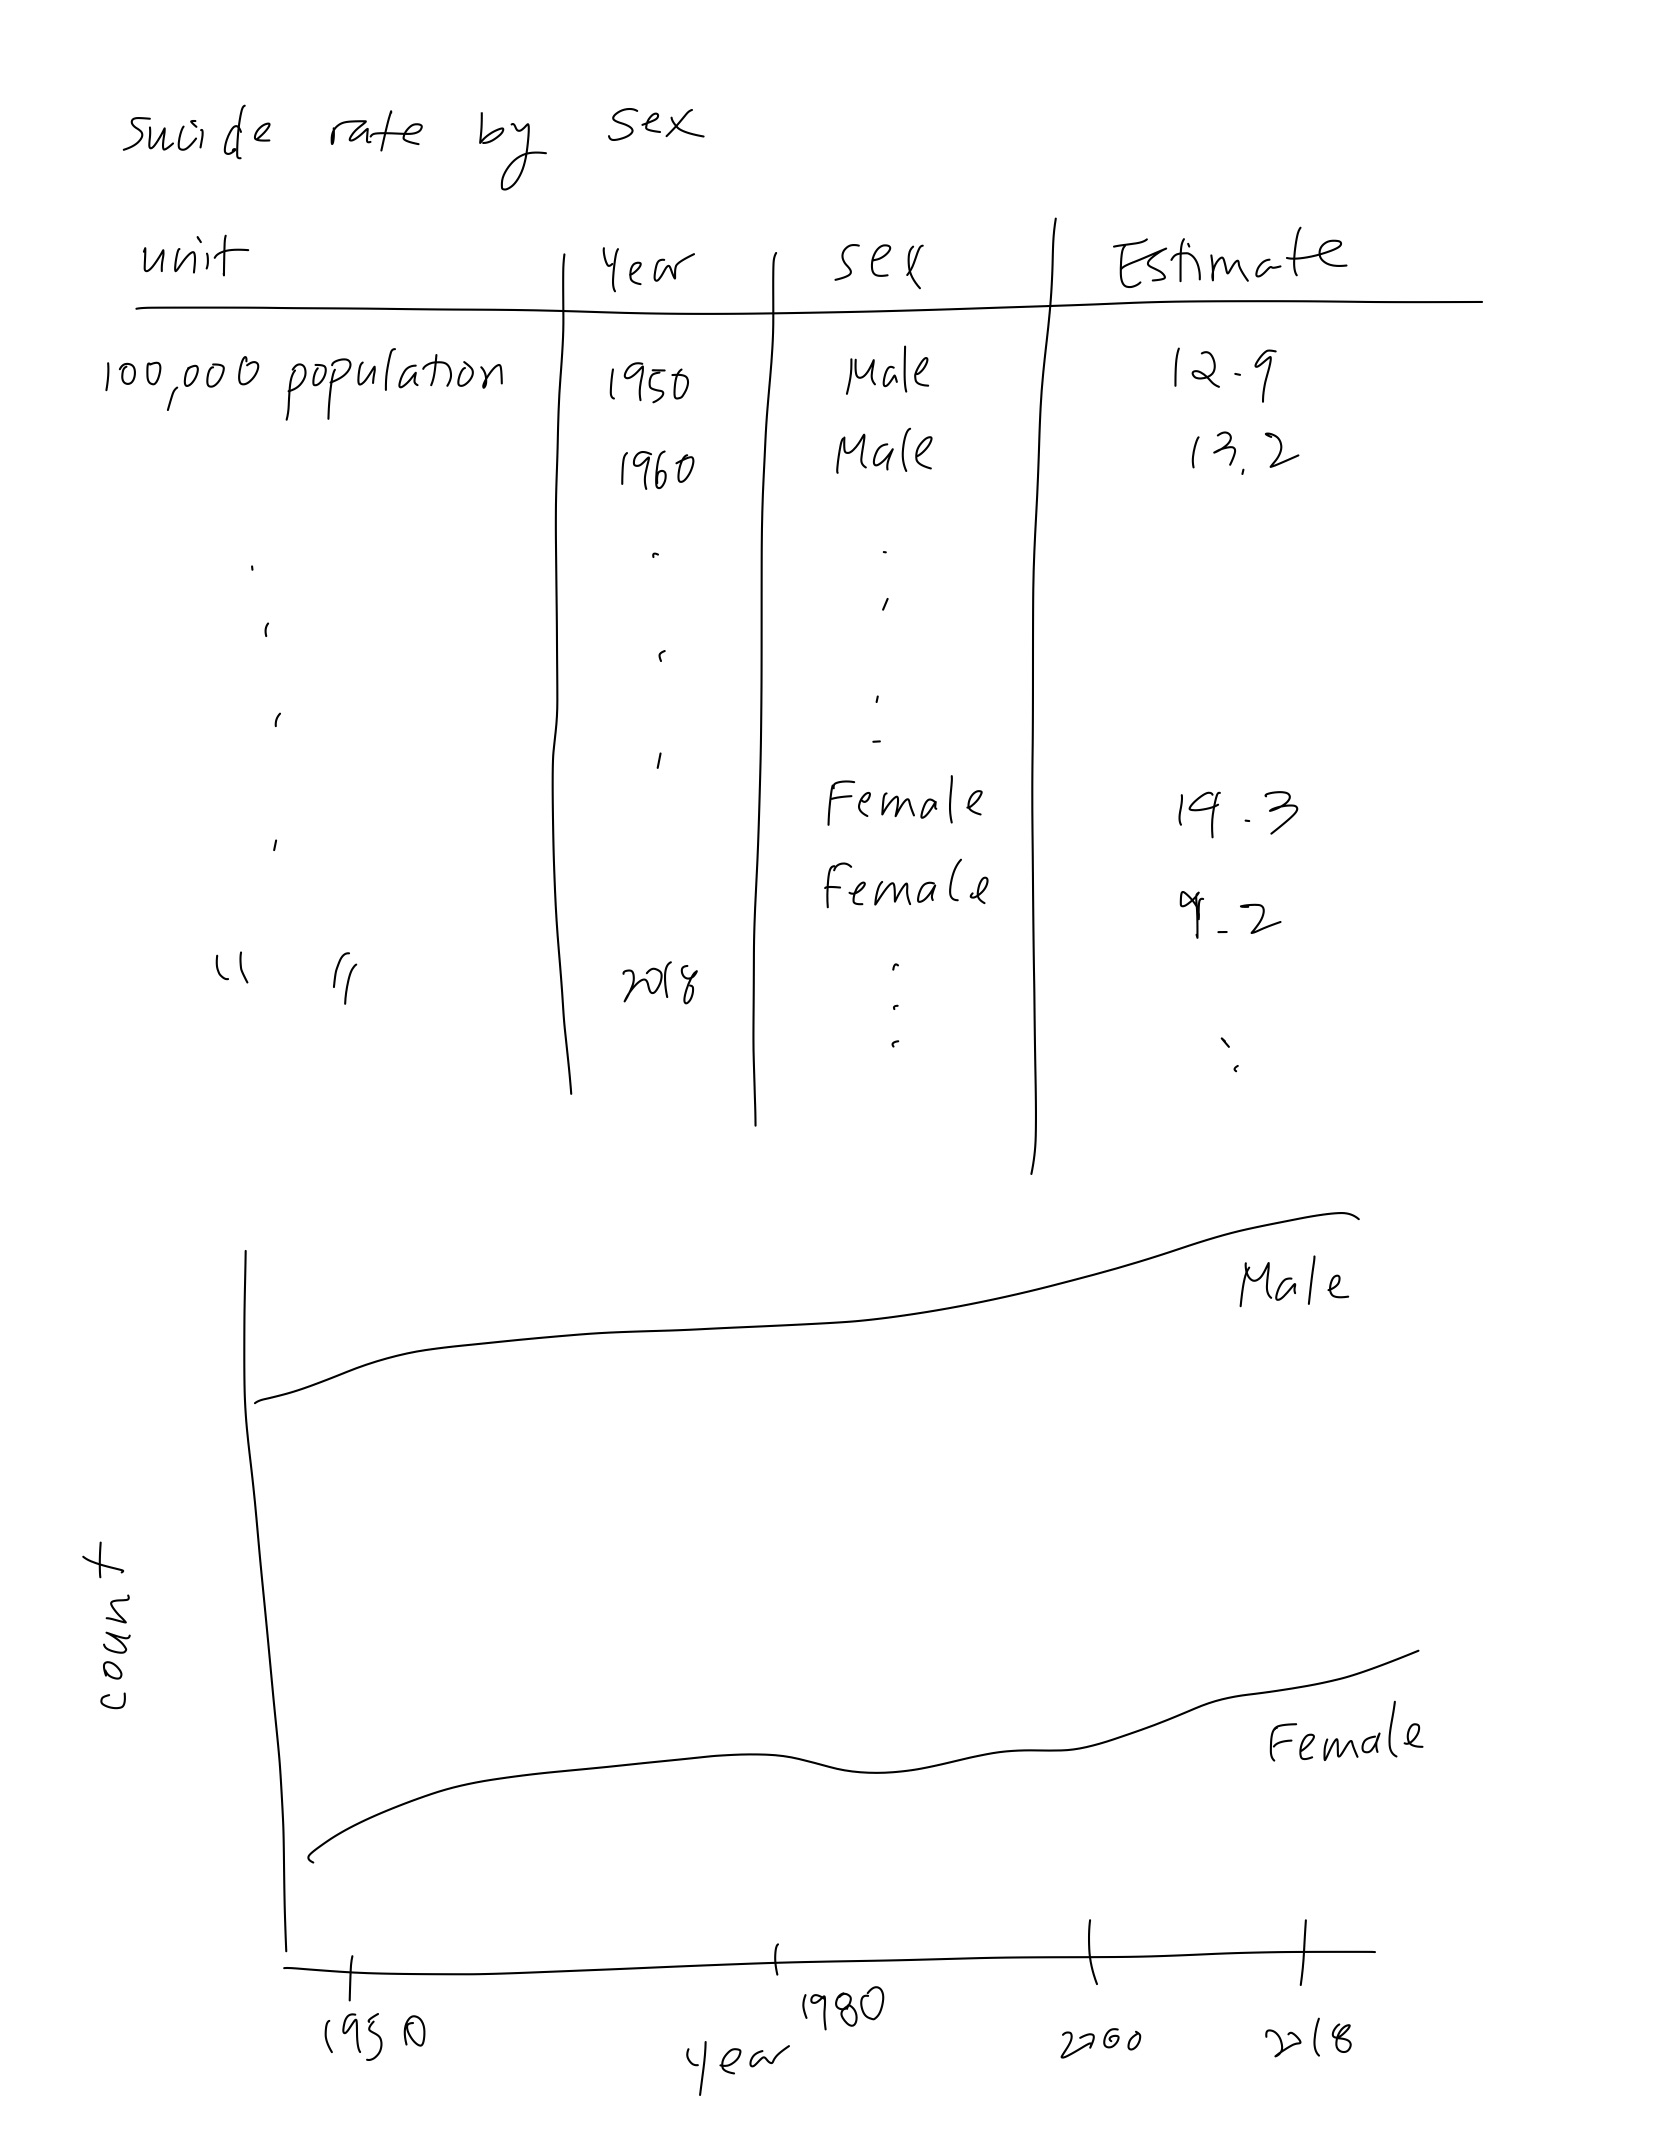 suicide rate by sex
unit year sex Estimate
100,000 population 1950 Male 12.9
1960 Male 13.2
Female 19.3
Female 9.2
" " 2018
Male
count
Female
1950 1980 2000 2018
year